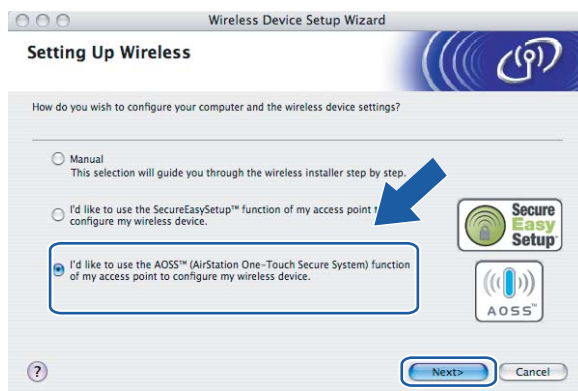 Wireless Device Setup Wizard
Setting Up Wireless
How do you wish to configure your computer and the wireless device settings?
Manual
This selection will guide you through the wireless installer step by step.
I'd like to use the SecureEasySetup™ function of my access point
configure my wireless device.
I'd like to use the AOSS™ (AirStation One-Touch Secure System) function
of my access point to configure my wireless device.
Secure
Easy
Setup
AOSS™
?
Next>
Cancel